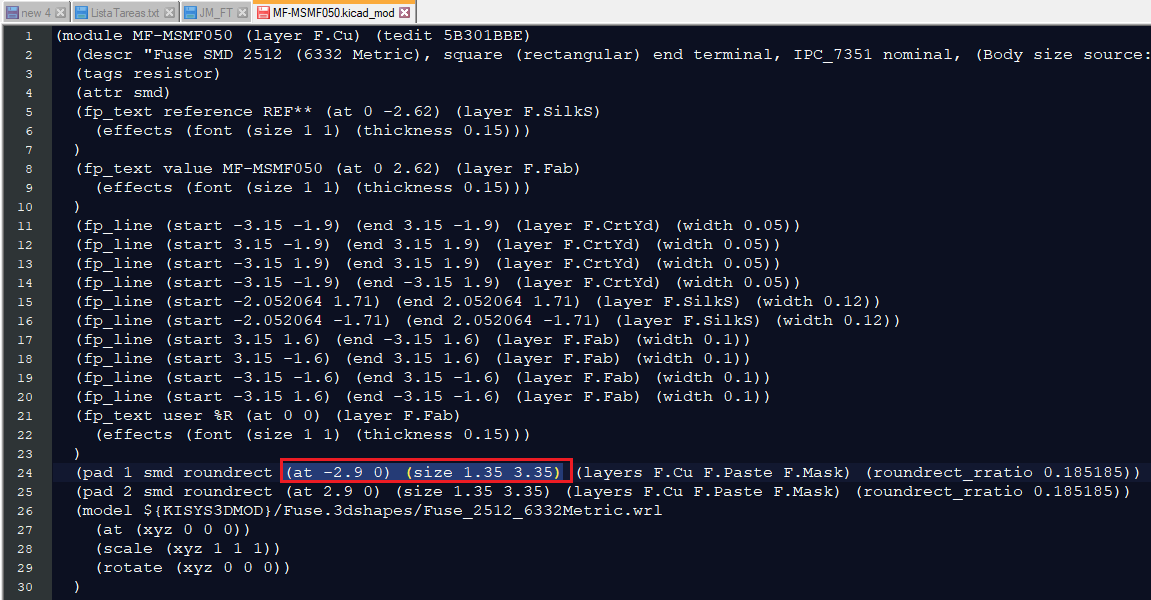 new 4 ListaTareas.txt JM_FT MF-MSMF050.kicad_mod
1 (module MF-MSMF050 (layer F.Cu) (tedit 5B301BBE)
2 (descr "Fuse SMD 2512 (6332 Metric), square (rectangular) end terminal, IPC_7351 nominal, (Body size source:
3 (tags resistor)
4 (attr smd)
5 (fp_text reference REF** (at 0 -2.62) (layer F.SilkS)
6 (effects (font (size 1 1) (thickness 0.15)))
7 )
8 (fp_text value MF-MSMF050 (at 0 2.62) (layer F.Fab)
9 (effects (font (size 1 1) (thickness 0.15)))
10 )
11 (fp_line (start -3.15 -1.9) (end 3.15 -1.9) (layer F.CrtYd) (width 0.05))
12 (fp_line (start 3.15 -1.9) (end 3.15 1.9) (layer F.CrtYd) (width 0.05))
13 (fp_line (start -3.15 1.9) (end 3.15 1.9) (layer F.CrtYd) (width 0.05))
14 (fp_line (start -3.15 -1.9) (end -3.15 1.9) (layer F.CrtYd) (width 0.05))
15 (fp_line (start -2.052064 1.71) (end 2.052064 1.71) (layer F.SilkS) (width 0.12))
16 (fp_line (start -2.052064 -1.71) (end 2.052064 -1.71) (layer F.SilkS) (width 0.12))
17 (fp_line (start 3.15 1.6) (end -3.15 1.6) (layer F.Fab) (width 0.1))
18 (fp_line (start 3.15 -1.6) (end 3.15 1.6) (layer F.Fab) (width 0.1))
19 (fp_line (start -3.15 -1.6) (end 3.15 -1.6) (layer F.Fab) (width 0.1))
20 (fp_line (start -3.15 1.6) (end -3.15 -1.6) (layer F.Fab) (width 0.1))
21 (fp_text user %R (at 0 0) (layer F.Fab)
22 (effects (font (size 1 1) (thickness 0.15)))
23 )
24 (pad 1 smd roundrect (at -2.9 0) (size 1.35 3.35) (layers F.Cu F.Paste F.Mask) (roundrect_rratio 0.185185))
25 (pad 2 smd roundrect (at 2.9 0) (size 1.35 3.35) (layers F.Cu F.Paste F.Mask) (roundrect_rratio 0.185185))
26 (model ${KISYS3DMOD}/Fuse.3dshapes/Fuse_2512_6332Metric.wrl
27 (at (xyz 0 0 0))
28 (scale (xyz 1 1 1))
29 (rotate (xyz 0 0 0))
30 )